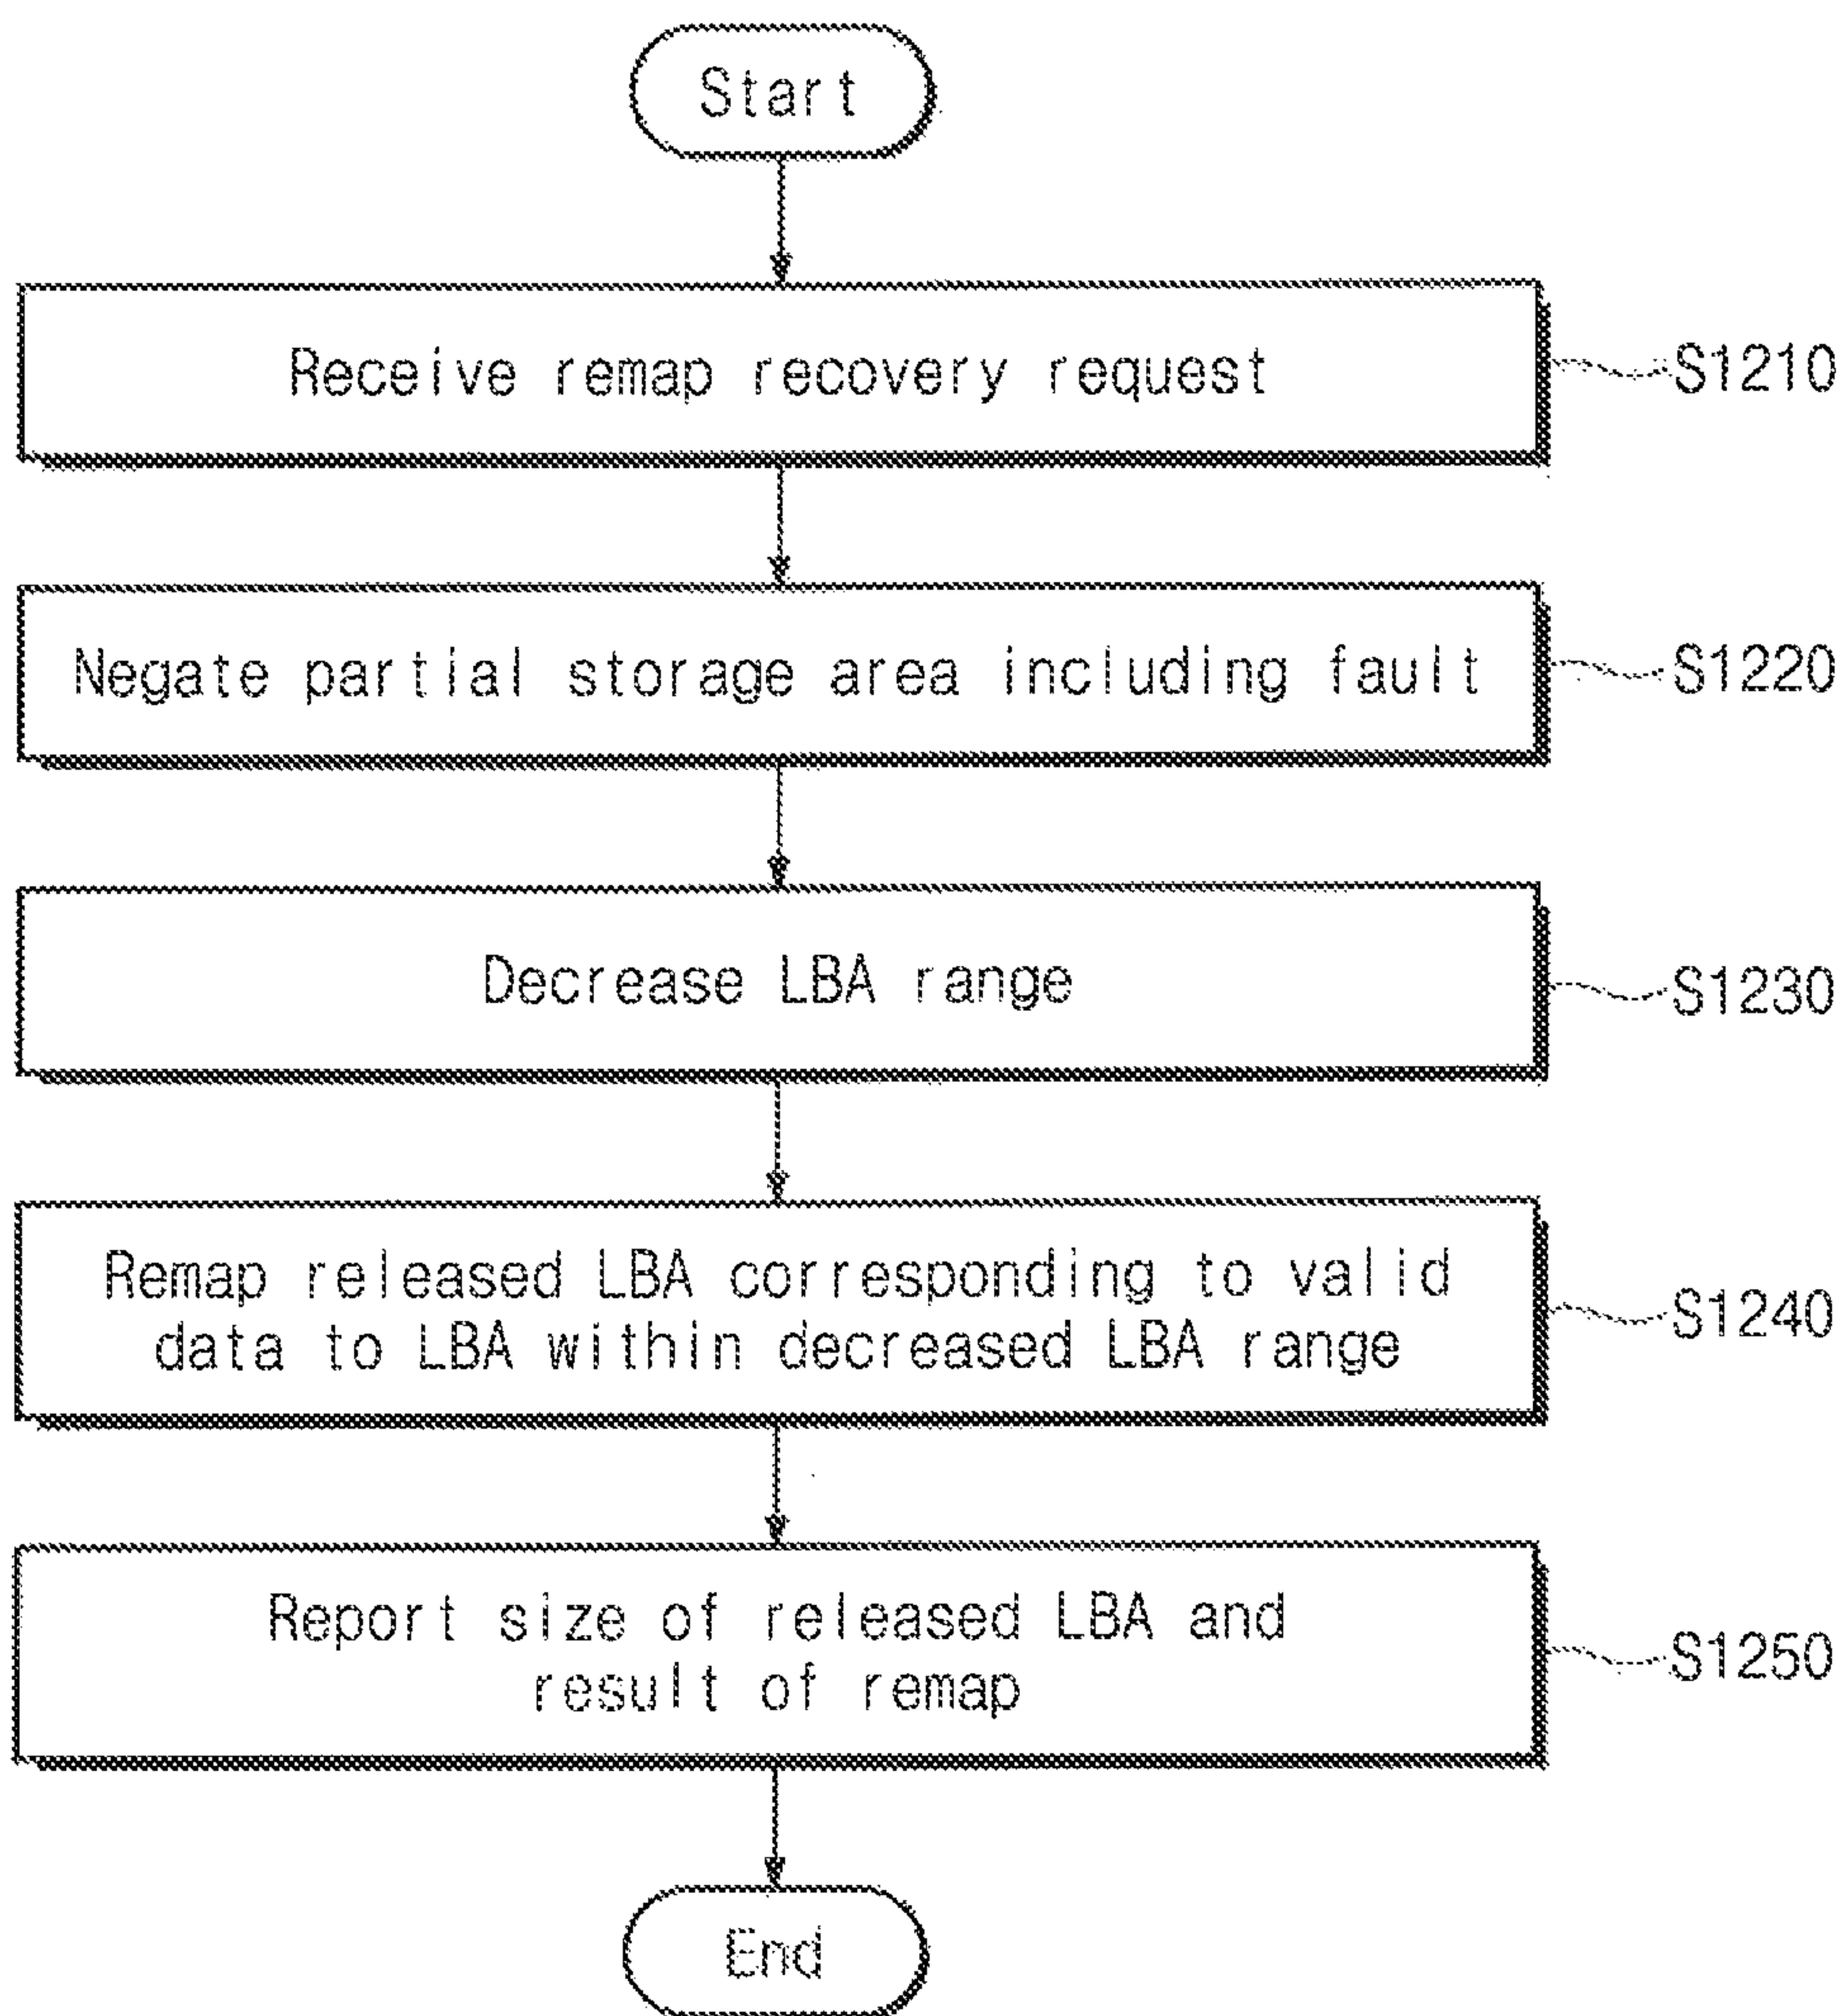 Start
Receive remap recovery request
S1210
Negate partial storage area including fault
S1220
Decrease LBA range
S1230
Remap released LBA corresponding to valid
data to LBA within decreased LBA range
S1240
Report size of released LBA and
result of remap
S1250
End